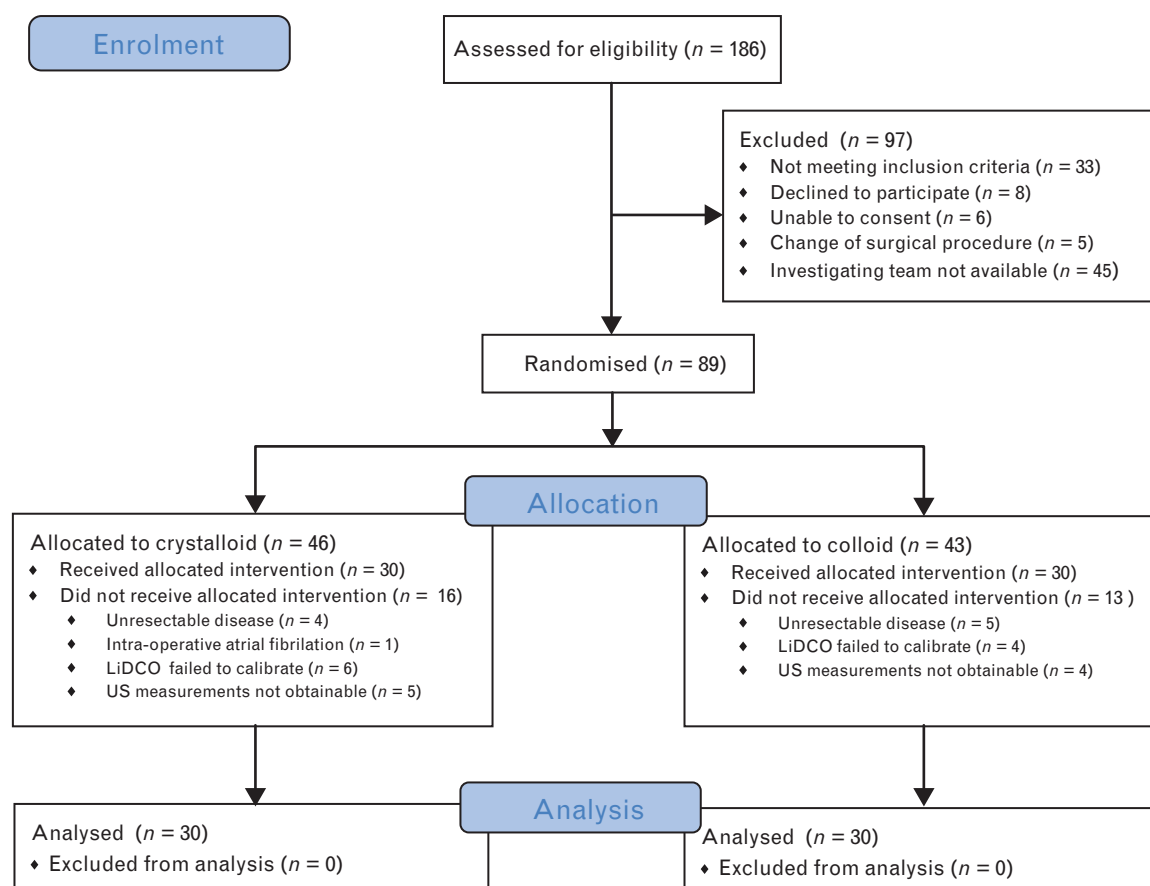 Enrolment
Assessed for eligibility (n = 186)
Excluded (n = 97)
♦ Not meeting inclusion criteria (n = 33)
♦ Declined to participate (n = 8)
♦ Unable to consent (n = 6)
♦ Change of surgical procedure (n = 5)
♦ Investigating team not available (n = 45)
Randomised (n = 89)
Allocation
Allocated to crystalloid (n = 46)
♦ Received allocated intervention (n = 30)
♦ Did not receive allocated intervention (n = 16)
♦ Unresectable disease (n = 4)
♦ Intra-operative atrial fibrilation (n = 1)
♦ LiDCO failed to calibrate (n = 6)
♦ US measurements not obtainable (n = 5)
Allocated to colloid (n = 43)
♦ Received allocated intervention (n = 30)
♦ Did not receive allocated intervention (n = 13 )
♦ Unresectable disease (n = 5)
♦ LiDCO failed to calibrate (n = 4)
♦ US measurements not obtainable (n = 4)
Analysis
Analysed (n = 30)
♦ Excluded from analysis (n = 0)
Analysed (n = 30)
♦ Excluded from analysis (n = 0)